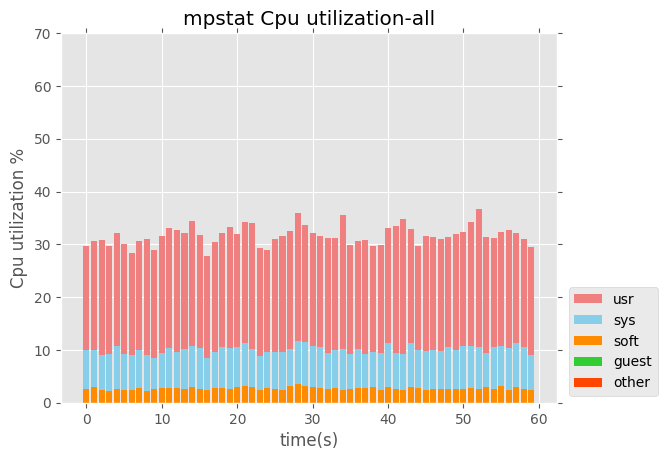 mpstat Cpu utilization-all
70
60
50
40
30
20
10
0
Cpu utilization %
0 10 20 30 40 50 60
time(s)
usr
sys
soft
guest
other